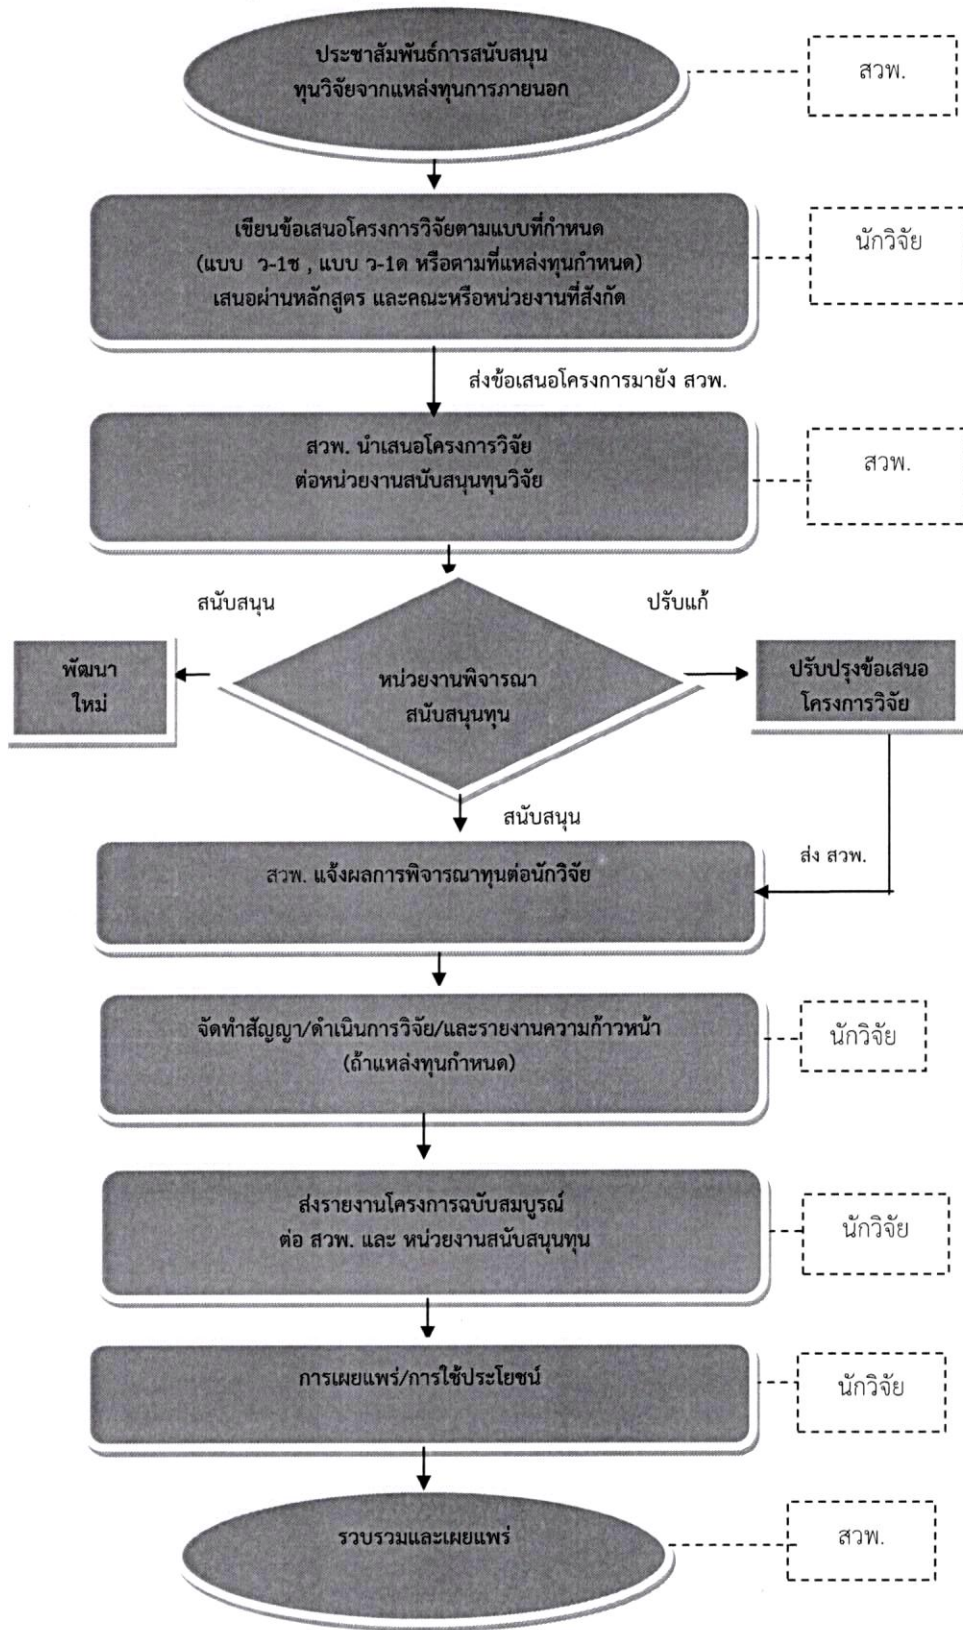 ประชาสัมพันธ์การสนับสนุน
ทุนวิจัยจากแหล่งทุนการภายนอก
สวพ.
เขียนข้อเสนอโครงการวิจัยตามแบบที่กำหนด
(แบบ ว-1ช , แบบ ว-1ด หรือตามที่แหล่งทุนกำหนด)
เสนอผ่านหลักสูตร และคณะหรือหน่วยงานที่สังกัด
นักวิจัย
ส่งข้อเสนอโครงการมายัง สวพ.
สวพ. นำเสนอโครงการวิจัย
ต่อหน่วยงานสนับสนุนทุนวิจัย
สวพ.
สนับสนุน
ปรับแก้
พัฒนา
ใหม่
หน่วยงานพิจารณา
สนับสนุนทุน
ปรับปรุงข้อเสนอ
โครงการวิจัย
สนับสนุน
ส่ง สวพ.
สวพ. แจ้งผลการพิจารณาทุนต่อนักวิจัย
จัดทำสัญญา/ดำเนินการวิจัย/และรายงานความก้าวหน้า
(ถ้าแหล่งทุนกำหนด)
นักวิจัย
ส่งรายงานโครงการฉบับสมบูรณ์
ต่อ สวพ. และ หน่วยงานสนับสนุนทุน
นักวิจัย
การเผยแพร่/การใช้ประโยชน์
นักวิจัย
รวบรวมและเผยแพร่
สวพ.